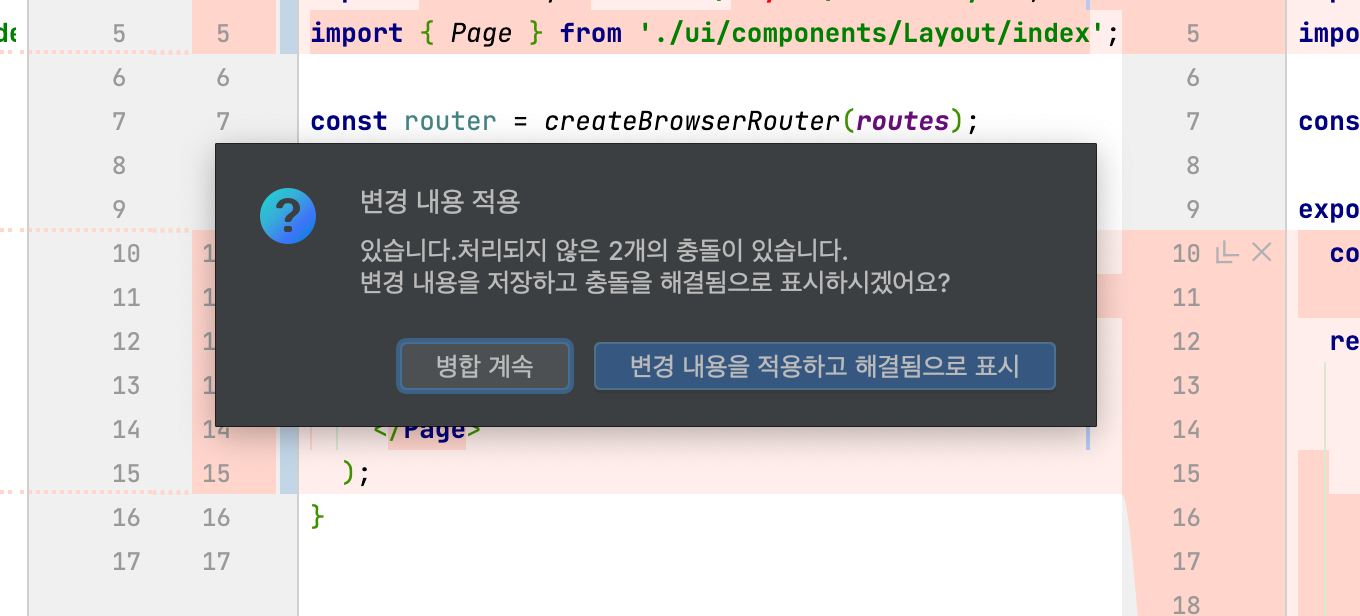 5 5 import { Page } from './ui/components/Layout/index'; 5 impo
6 6 6
7 7 const router = createBrowserRouter(routes); 7 cons
8 8
9 9 expo
변경 내용 적용
있습니다.처리되지 않은 2개의 충돌이 있습니다.
변경 내용을 저장하고 충돌을 해결됨으로 표시하시겠어요?
병합 계속 변경 내용을 적용하고 해결됨으로 표시
10 1 10 co
11 1 11
12 1 12 re
13 1 13
14 14 </Page> 14
15 15 ); 15
16 16 } 16
17 17 17
18